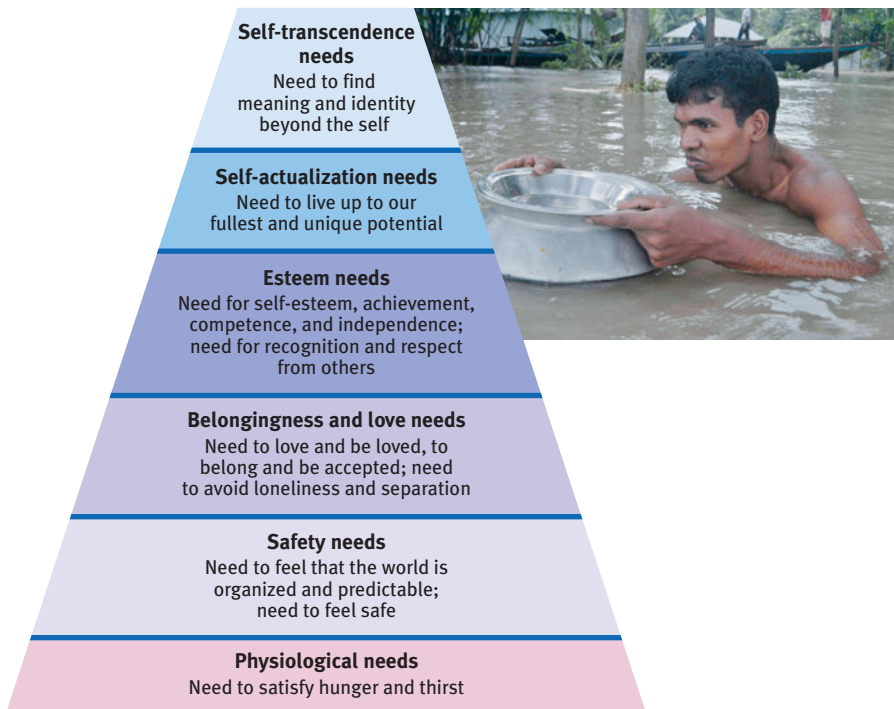 Self-transcendence
needs
Need to find
meaning and identity
beyond the self
Self-actualization needs
Need to live up to our
fullest and unique potential
Esteem needs
Need for self-esteem, achievement,
competence, and independence;
need for recognition and respect
from others
Belongingness and love needs
Need to love and be loved, to
belong and be accepted; need
to avoid loneliness and separation
Safety needs
Need to feel that the world is
organized and predictable;
need to feel safe
Physiological needs
Need to satisfy hunger and thirst